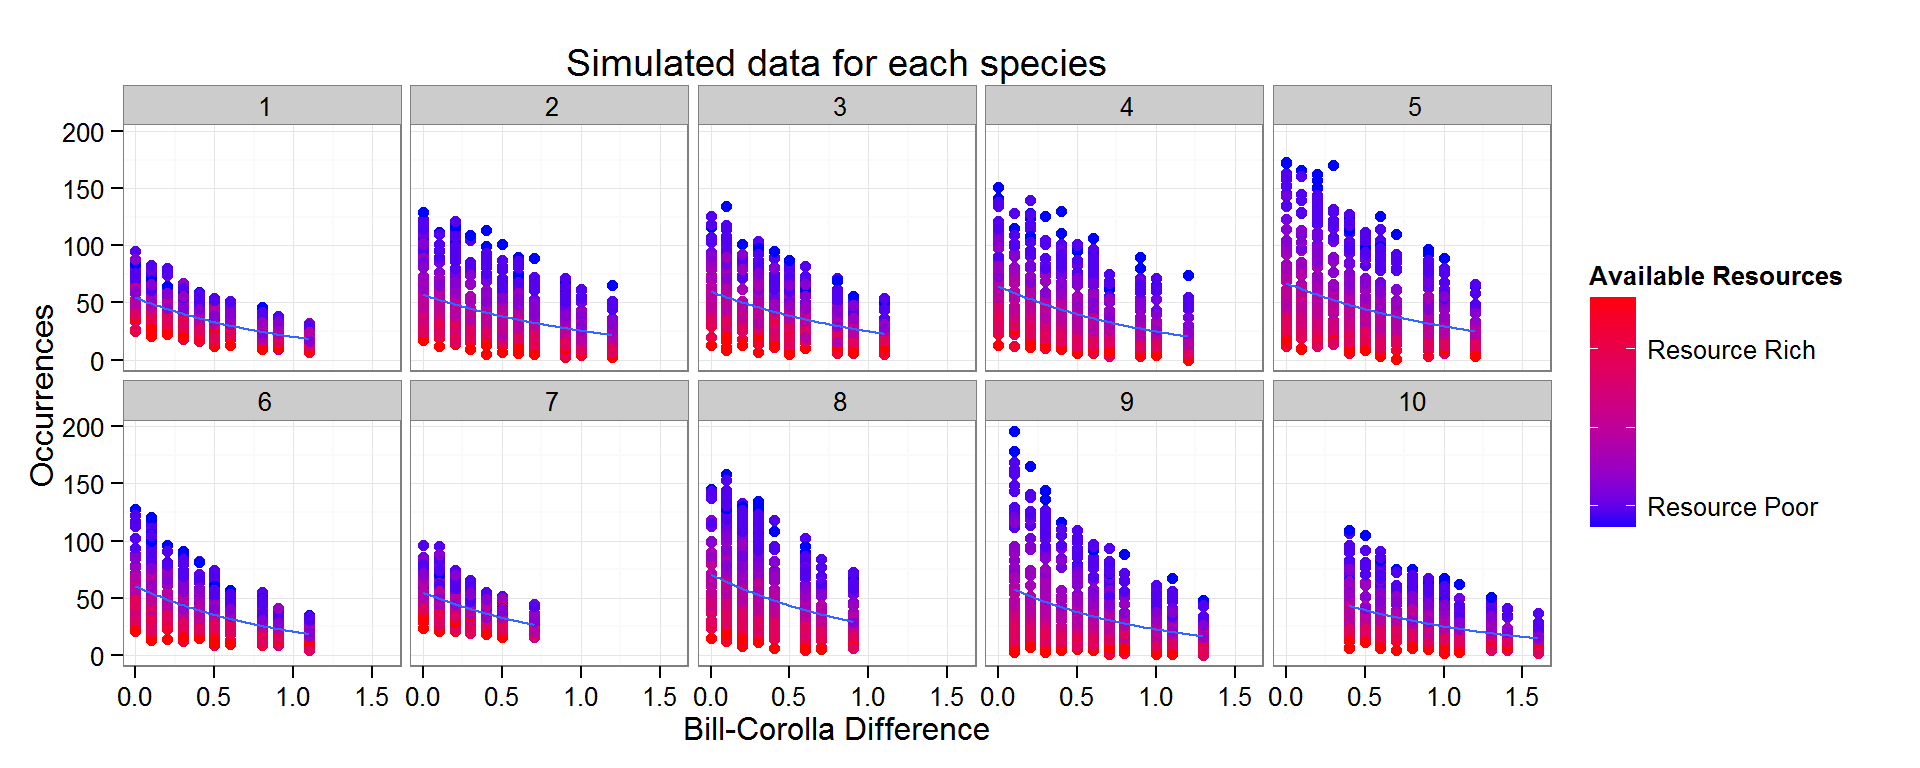 Simulated data for each species
1 2 3 4 5
200
150
100
50
0
6 7 8 9 10
200
150
100
50
0
0.0 0.5 1.0 1.5 0.0 0.5 1.0 1.5 0.0 0.5 1.0 1.5 0.0 0.5 1.0 1.5 0.0 0.5 1.0 1.5
Occurrences
Bill-Corolla Difference
Available Resources
Resource Rich
Resource Poor